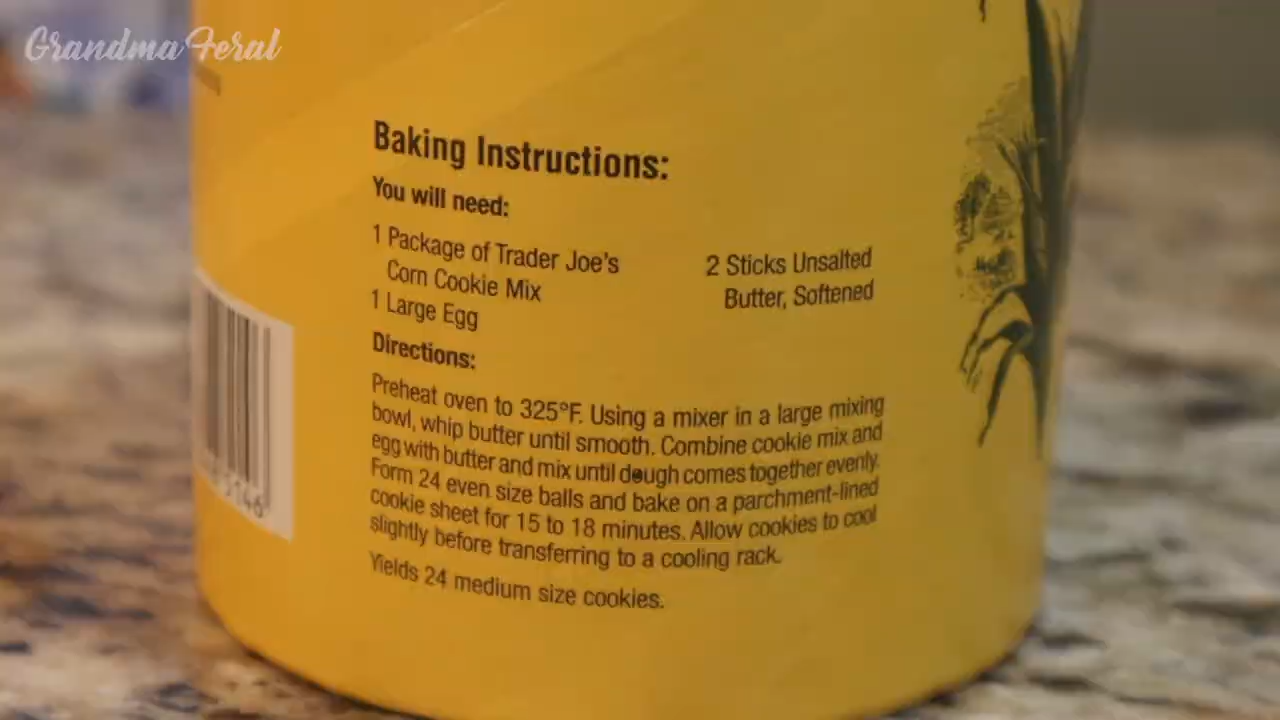 Grandma Feral
Baking Instructions:
You will need:
1 Package of Trader Joe's
Corn Cookie Mix
1 Large Egg
2 Sticks Unsalted
Butter, Softened
Directions:
Preheat oven to 325°F. Using a mixer in a large mixing
bowl, whip butter until smooth. Combine cookie mix and
egg with butter and mix until dough comes together evenly.
Form 24 even size balls and bake on a parchment-lined
cookie sheet for 15 to 18 minutes. Allow cookies to cool
slightly before transferring to a cooling rack.
Yields 24 medium size cookies.